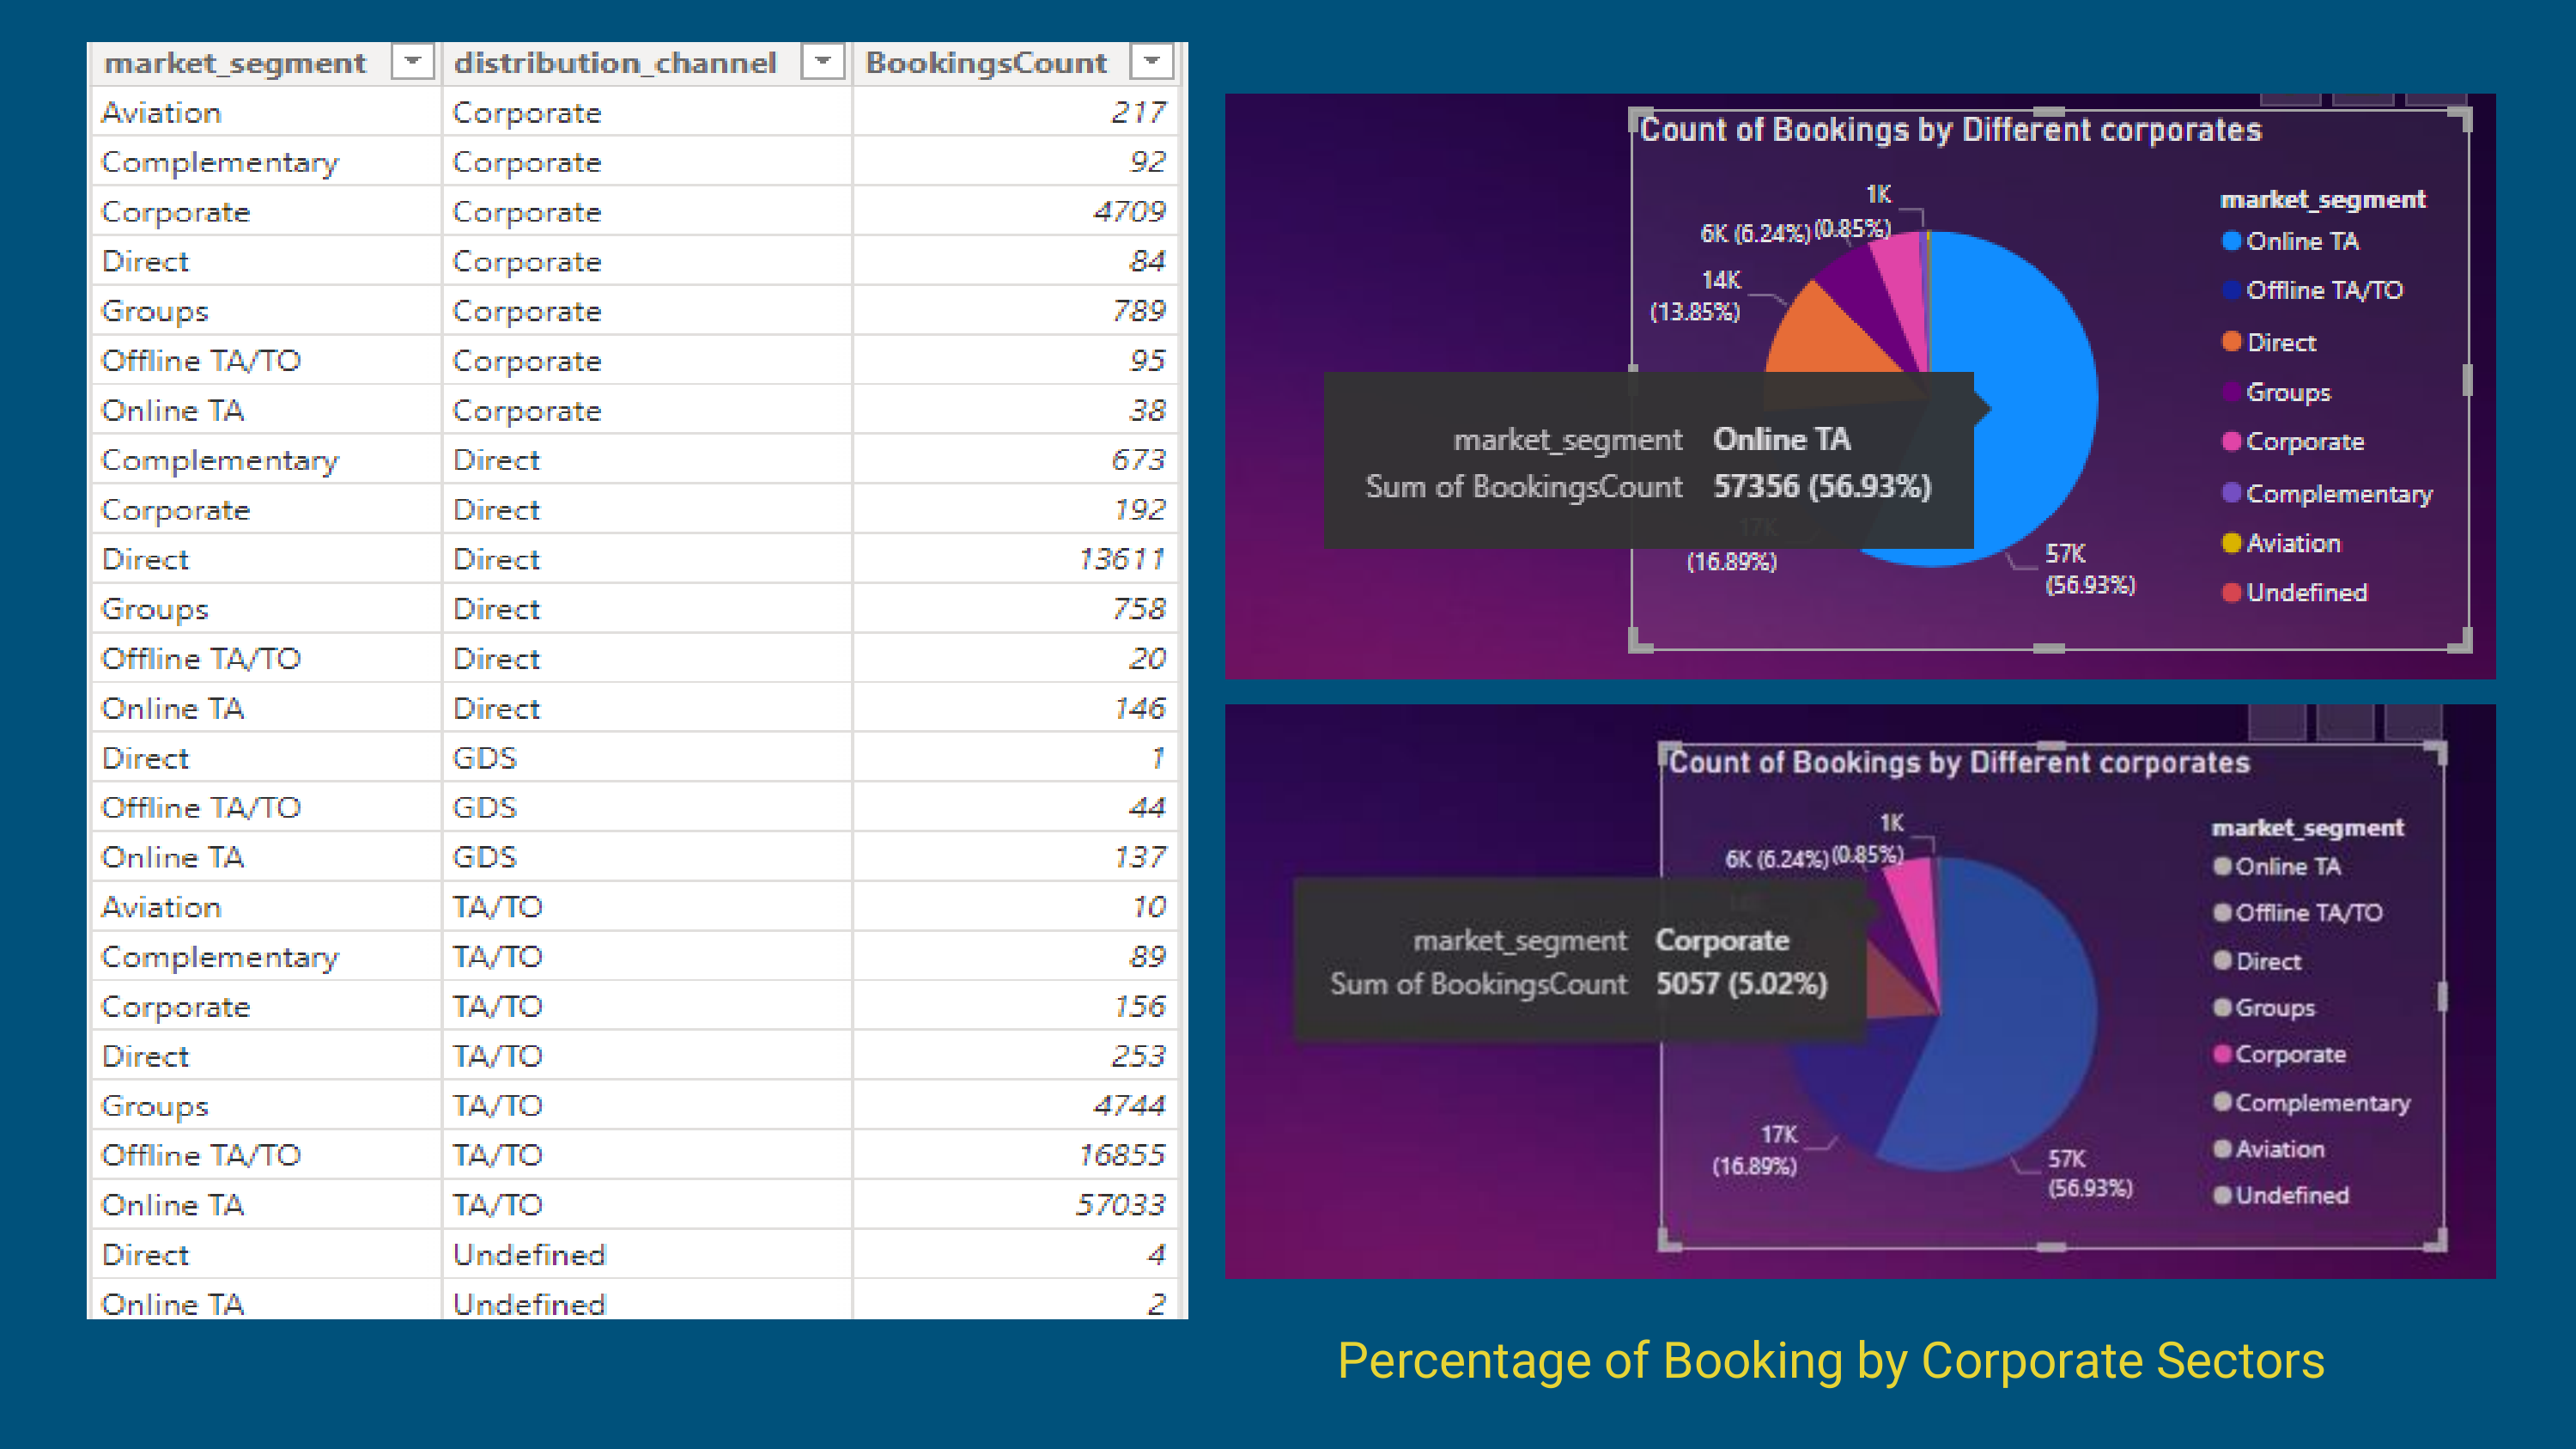 market_segment distribution_channel BookingsCount
Aviation Corporate 217
Complementary Corporate 92
Corporate Corporate 4709
Direct Corporate 84
Groups Corporate 789
Offline TA/TO Corporate 95
Online TA Corporate 38
Complementary Direct 673
Corporate Direct 192
Direct Direct 13611
Groups Direct 758
Offline TA/TO Direct 20
Online TA Direct 146
Direct GDS 1
Offline TA/TO GDS 44
Online TA GDS 137
Aviation TA/TO 10
Complementary TA/TO 89
Corporate TA/TO 156
Direct TA/TO 253
Groups TA/TO 4744
Offline TA/TO TA/TO 16855
Online TA TA/TO 57033
Direct Undefined 4
Online TA Undefined 2
Count of Bookings by Different corporates
1K
(0.85%)
6K (6.24%)
14K
(13.85%)
market_segment Online TA
Sum of BookingsCount 57356 (56.93%)
17K
(16.89%)
57K
(56.93%)
market_segment
Online TA
Offline TA/TO
Direct
Groups
Corporate
Complementary
Aviation
Undefined
Count of Bookings by Different corporates
1K
(0.85%)
6K (6.24%)
market_segment Corporate
Sum of BookingsCount 5057 (5.02%)
17K
(16.89%)
57K
(56.93%)
market_segment
Online TA
Offline TA/TO
Direct
Groups
Corporate
Complementary
Aviation
Undefined
Percentage of Booking by Corporate Sectors